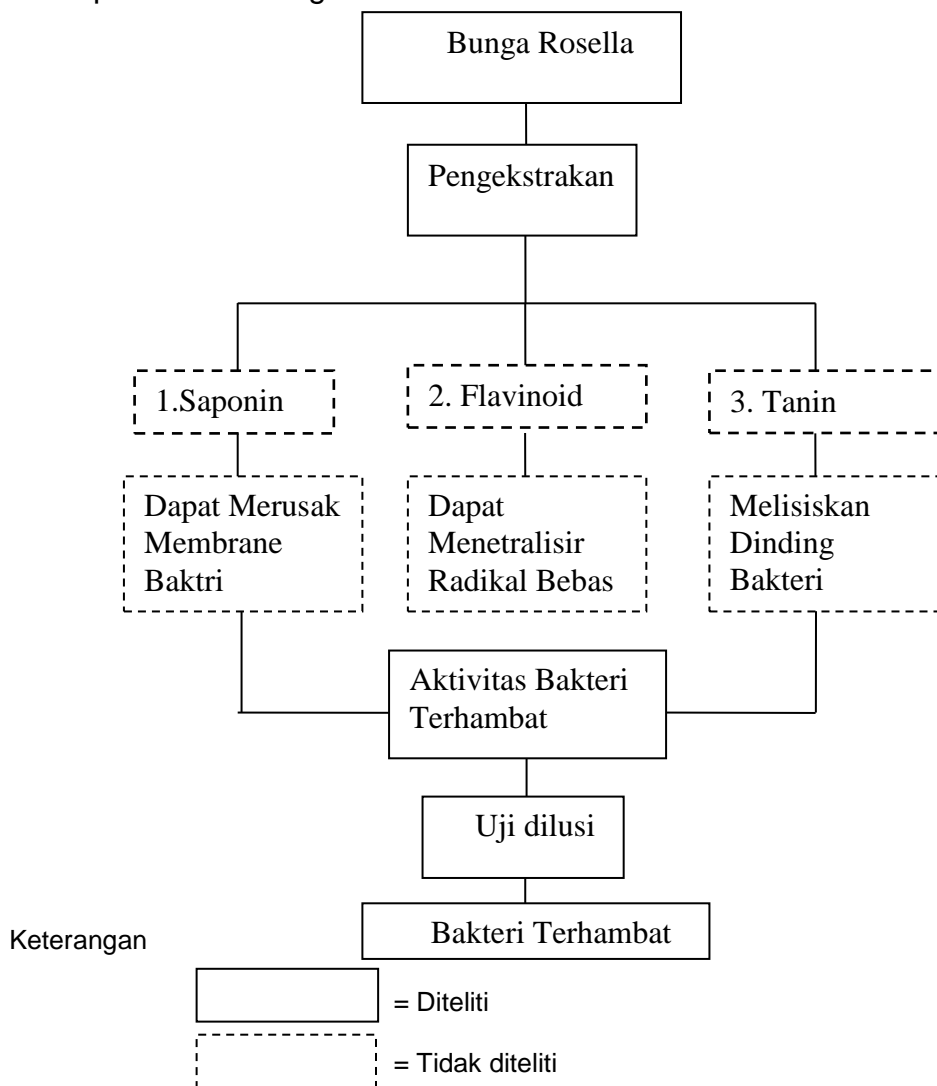 Bunga Rosella
Pengekstrakan
1.Saponin
2. Flavinoid
3. Tanin
Dapat Merusak
Membrane
Baktri
Dapat
Menetralisir
Radikal Bebas
Melisiskan
Dinding
Bakteri
Aktivitas Bakteri
Terhambat
Uji dilusi
Bakteri Terhambat
Keterangan
= Diteliti
= Tidak diteliti